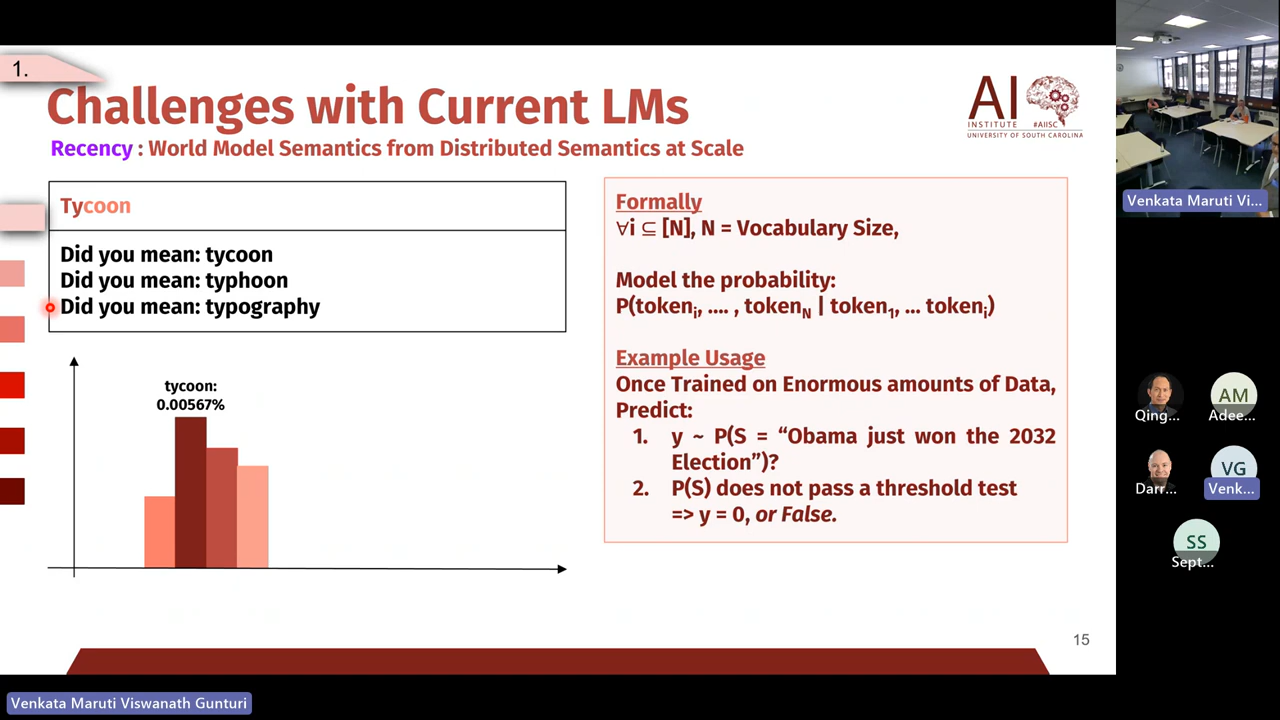 1.
Challenges with Current LMs
Recency : World Model Semantics from Distributed Semantics at Scale
AI
INSTITUTE #AIISC
UNIVERSITY OF SOUTH CAROLINA
Tycoon
Did you mean: tycoon
Did you mean: typhoon
Did you mean: typography
tycoon:
0.00567%
Formally
∀i ⊆ [N], N = Vocabulary Size,
Model the probability:
P(tokenᵢ, .... , token_N | token₁, ... tokenᵢ)
Example Usage
Once Trained on Enormous amounts of Data,
Predict:
1. y ~ P(S = “Obama just won the 2032
Election”)?
2. P(S) does not pass a threshold test
=> y = 0, or False.
15
Venkata Maruti Vi...
Qing...
AM
Adee...
Darr...
VG
Venk...
SS
Sept...
Venkata Maruti Viswanath Gunturi